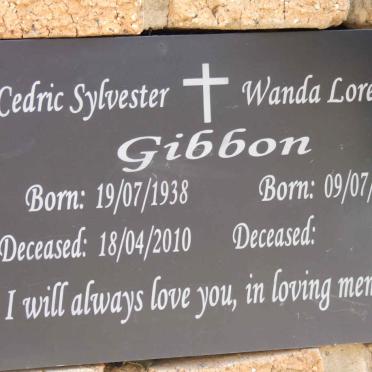 Cedric Sylvester Wanda Lore
Gibbon
Born: 19/07/1938 Born: 09/07/
Deceased: 18/04/2010 Deceased:
I will always love you, in loving mem